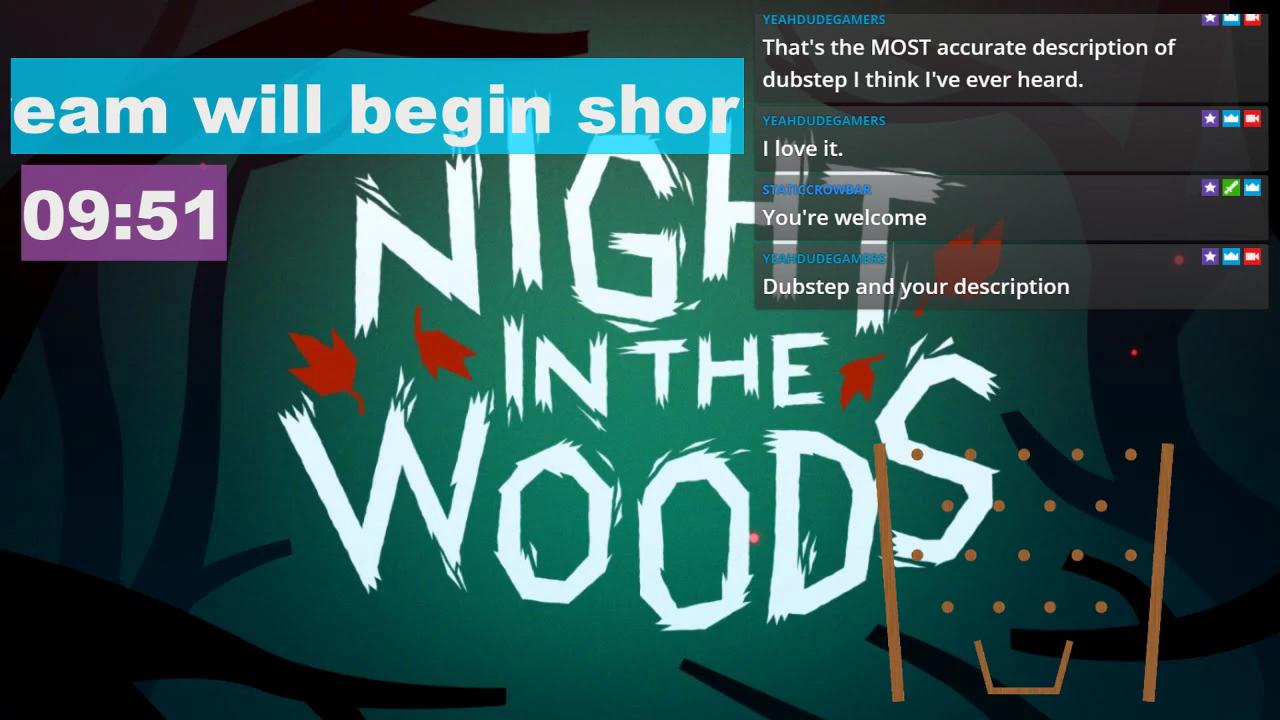 eam will begin shor
09:51
NIGHT
IN THE
WOODS
YEAHDUDEGAMERS
That's the MOST accurate description of
dubstep I think I've ever heard.
YEAHDUDEGAMERS
I love it.
STATICCROWBAR
You're welcome
YEAHDUDEGAMERS
Dubstep and your description